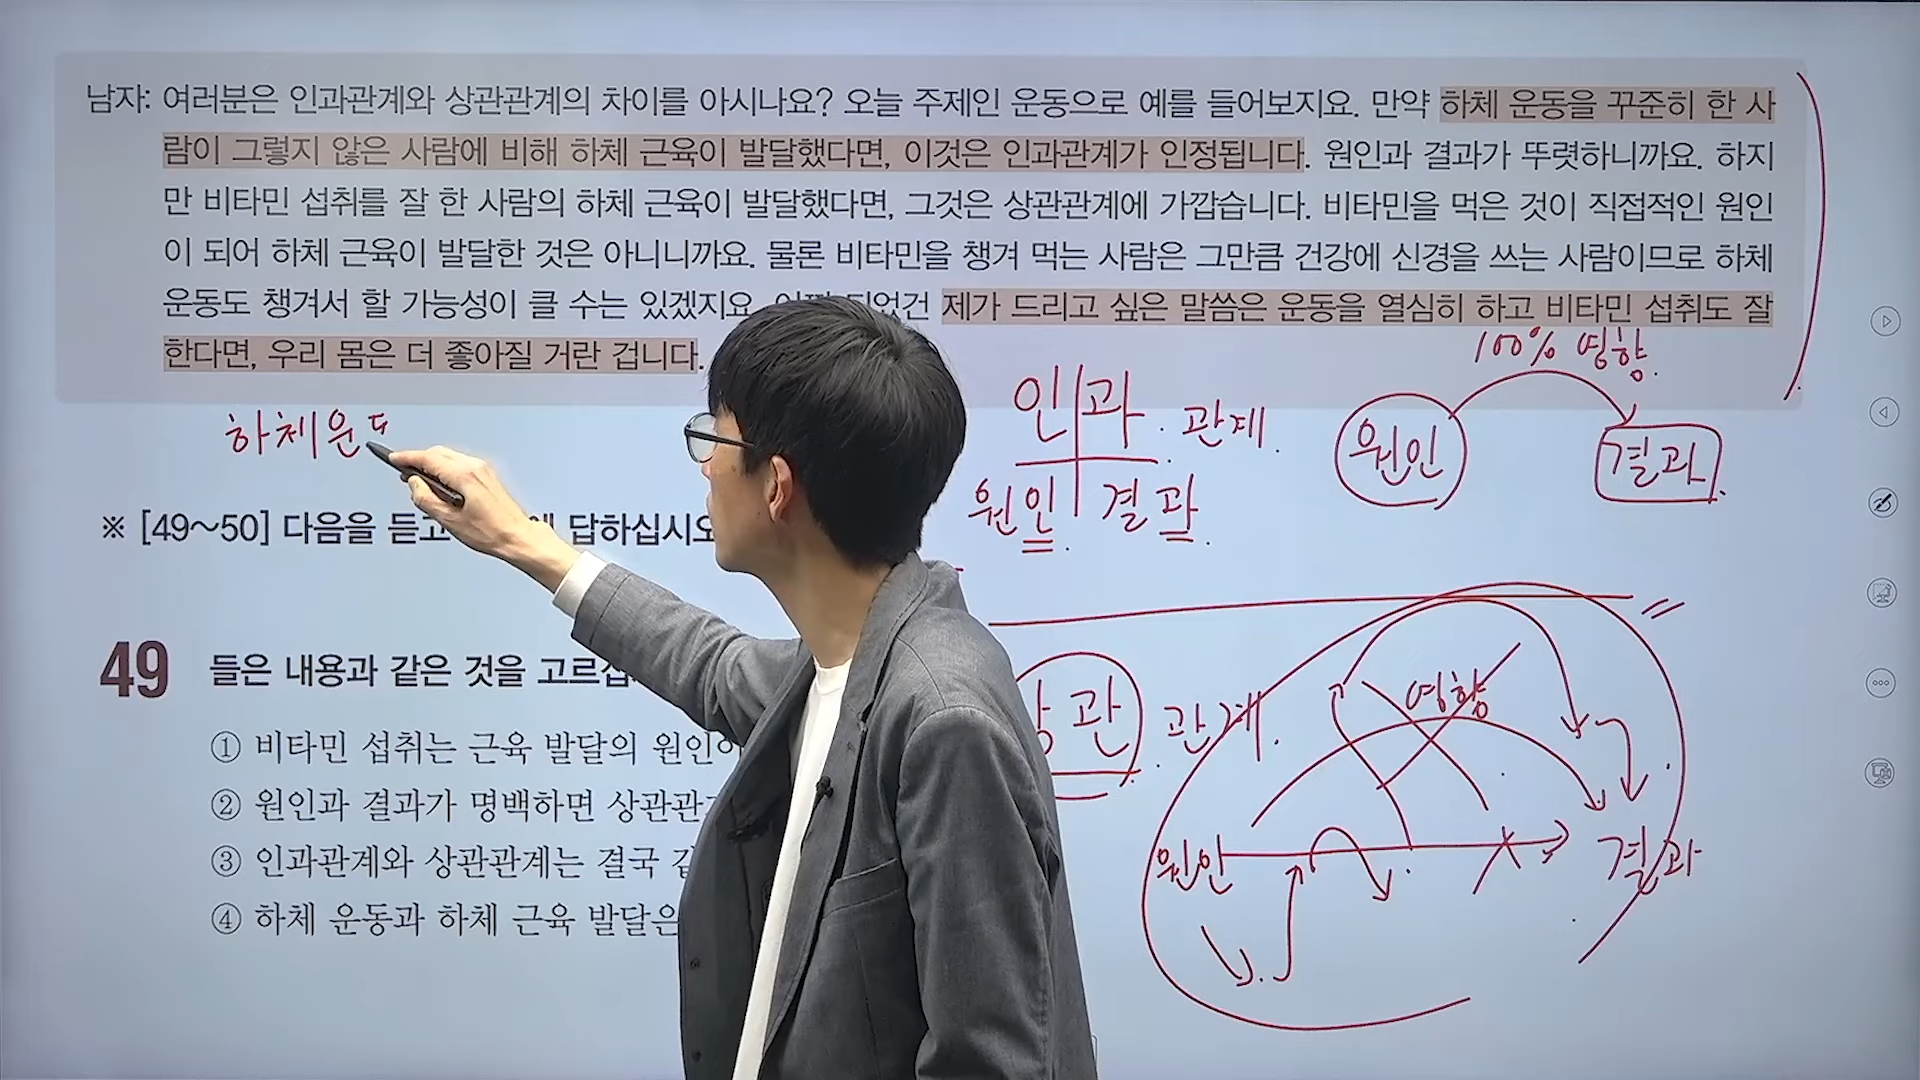 남자: 여러분은 인과관계와 상관관계의 차이를 아시나요? 오늘 주제인 운동으로 예를 들어보지요. 만약 하체 운동을 꾸준히 한 사
람이 그렇지 않은 사람에 비해 하체 근육이 발달했다면, 이것은 인과관계가 인정됩니다. 원인과 결과가 뚜렷하니까요. 하지
만 비타민 섭취를 잘 한 사람의 하체 근육이 발달했다면, 그것은 상관관계에 가깝습니다. 비타민을 먹은 것이 직접적인 원인
이 되어 하체 근육이 발달한 것은 아니니까요. 물론 비타민을 챙겨 먹는 사람은 그만큼 건강에 신경을 쓰는 사람이므로 하체
운동도 챙겨서 할 가능성이 클 수는 있겠지요. 제가 드리고 싶은 말씀은 운동을 열심히 하고 비타민 섭취도 잘
한다면, 우리 몸은 더 좋아질 거란 겁니다.
100% 영향.
인과.관계.
원인 결과.
원인 결과.
하체운
※ [49~50] 다음을 듣고 답하십시오
49 들은 내용과 같은 것을 고르십
① 비타민 섭취는 근육 발달의 원인이
② 원인과 결과가 명백하면 상관관
③ 인과관계와 상관관계는 결국
④ 하체 운동과 하체 근육 발달은
관.관계.
영향
원인 결과